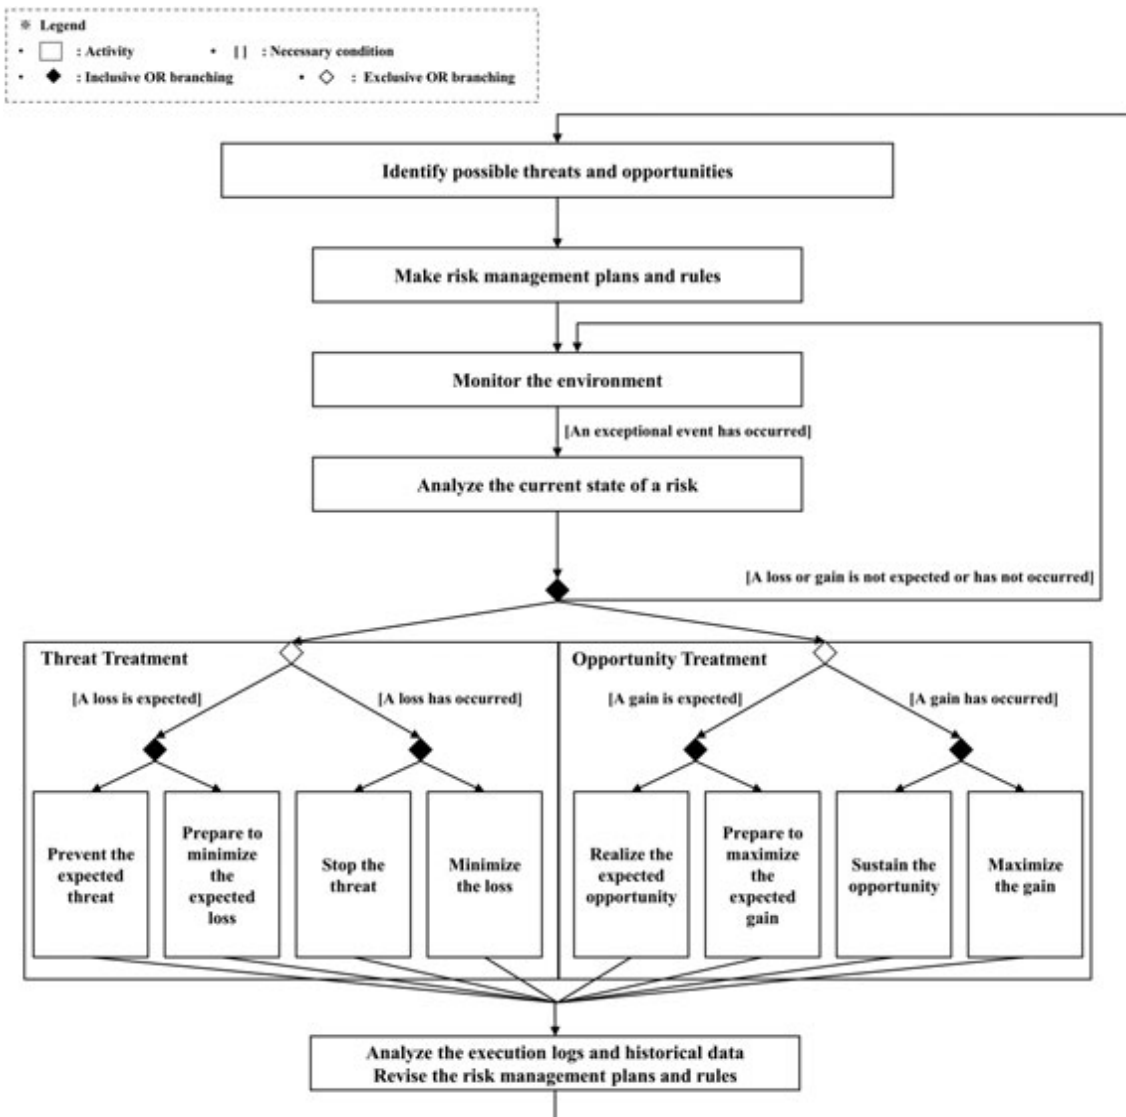 ※ Legend
• : Activity • [ ] : Necessary condition
• : Inclusive OR branching • : Exclusive OR branching
Identify possible threats and opportunities
Make risk management plans and rules
Monitor the environment
[An exceptional event has occurred]
Analyze the current state of a risk
[A loss or gain is not expected or has not occurred]
Threat Treatment
[A loss is expected]
[A loss has occurred]
Prevent the
expected
threat
Prepare to
minimize
the
expected
loss
Stop the
threat
Minimize
the loss
Opportunity Treatment
[A gain is expected]
[A gain has occurred]
Realize the
expected
opportunity
Prepare to
maximize
the
expected
gain
Sustain the
opportunity
Maximize
the gain
Analyze the execution logs and historical data
Revise the risk management plans and rules